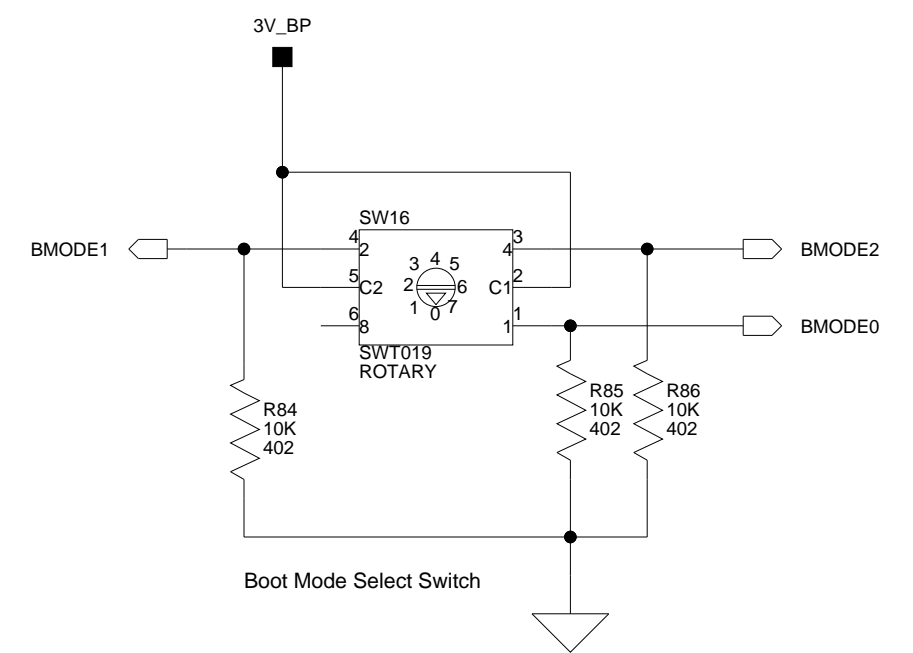 3V_BP
SW16
BMODE1
4
2
3
4
BMODE2
3 4 5
5
C2
2
6
C1
2
1 0 7
6
8
1
1
BMODE0
SWT019
ROTARY
R84
10K
402
R85
10K
402
R86
10K
402
Boot Mode Select Switch